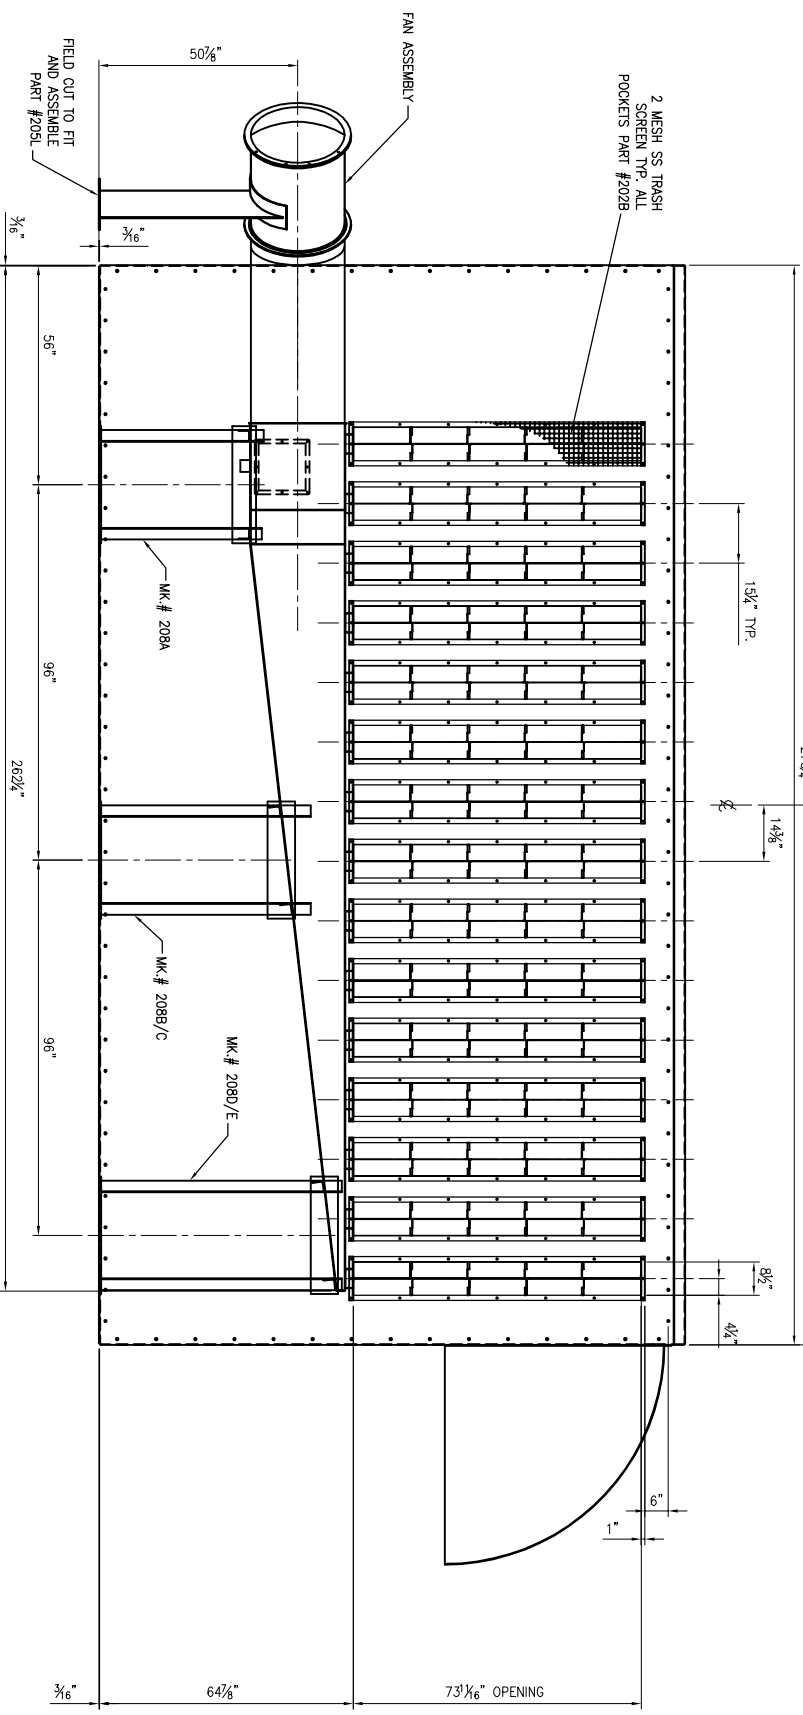 2 MESH SS TRASH
SCREEN TYP. ALL
POCKETS PART #202B
FAN ASSEMBLY
50⅞"
FIELD CUT TO FIT
AND ASSEMBLE
PART #205L
3⁄16"
3⁄16"
56"
96"
96"
262¼"
15¼" TYP.
℄
14⅜"
MK.# 208A
MK.# 208B/C
MK.# 208D/E
8½"
4¼"
6"
1"
3⁄16"
64⅞"
73 11⁄16" OPENING